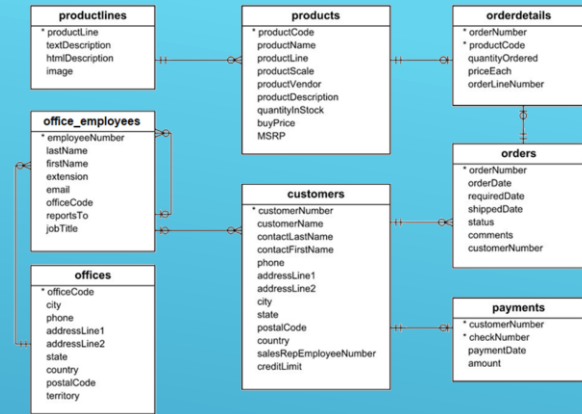 productlines
* productLine
textDescription
htmlDescription
image
products
* productCode
productName
productLine
productScale
productVendor
productDescription
quantityInStock
buyPrice
MSRP
orderdetails
* orderNumber
* productCode
quantityOrdered
priceEach
orderLineNumber
office_employees
* employeeNumber
lastName
firstName
extension
email
officeCode
reportsTo
jobTitle
customers
* customerNumber
customerName
contactLastName
contactFirstName
phone
addressLine1
addressLine2
city
state
postalCode
country
salesRepEmployeeNumber
creditLimit
orders
* orderNumber
orderDate
requiredDate
shippedDate
status
comments
customerNumber
offices
* officeCode
city
phone
addressLine1
addressLine2
state
country
postalCode
territory
payments
* customerNumber
* checkNumber
paymentDate
amount